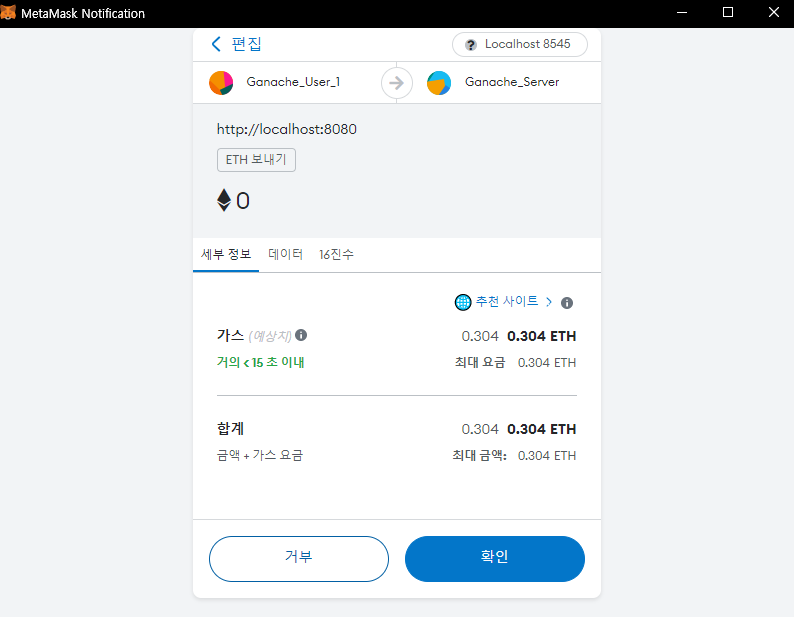 MetaMask Notification
편집
Localhost 8545
Ganache_User_1
Ganache_Server
http://localhost:8080
ETH 보내기
0
세부 정보 데이터 16진수
추천 사이트
가스 (예상치) 0.304 0.304 ETH
거의 < 15 초 이내 최대 요금 0.304 ETH
합계 0.304 0.304 ETH
금액 + 가스 요금 최대 금액: 0.304 ETH
거부 확인